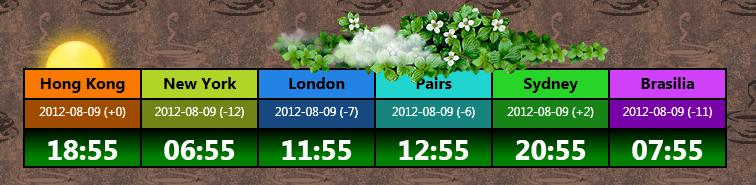 Hong Kong New York London Pairs Sydney Brasilia
2012-08-09 (+0) 2012-08-09 (-12) 2012-08-09 (-7) 2012-08-09 (-6) 2012-08-09 (+2) 2012-08-09 (-11)
18:55 06:55 11:55 12:55 20:55 07:55